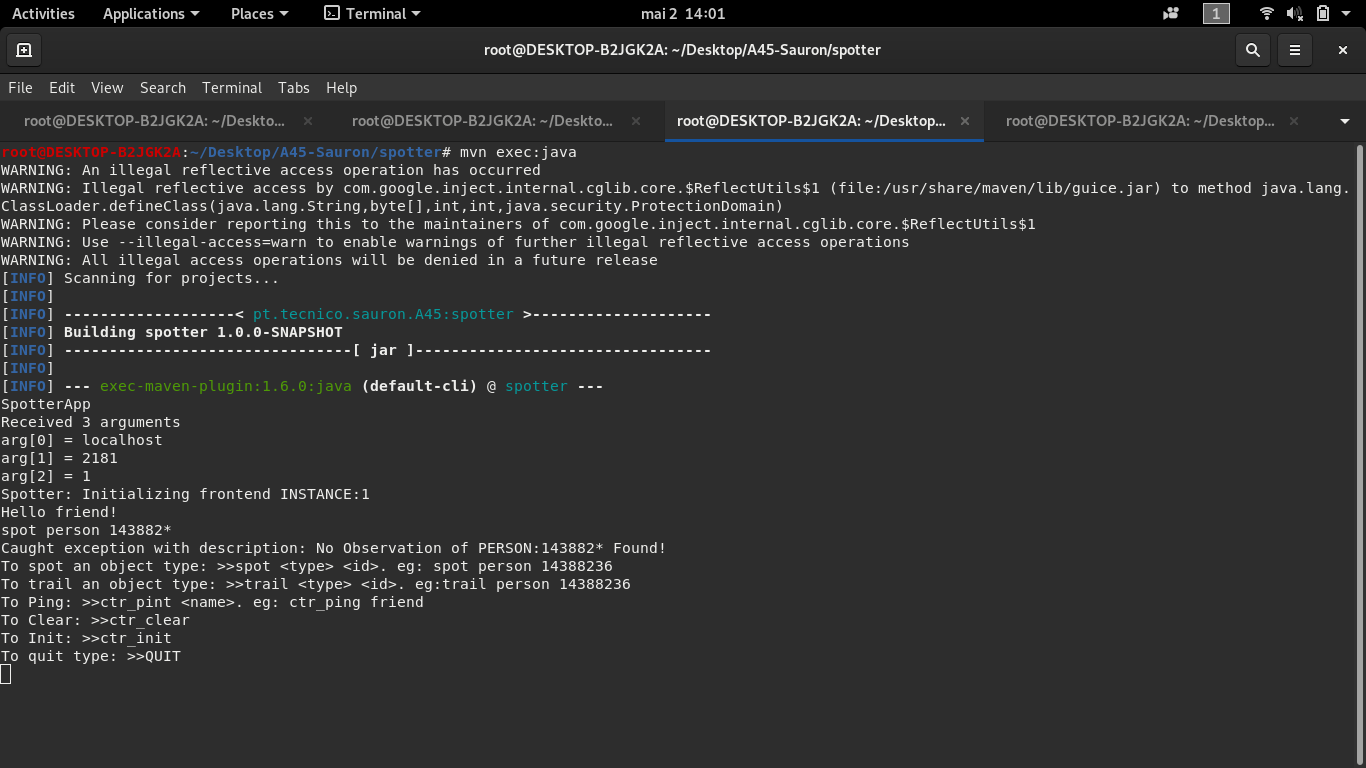 Activities Applications Places Terminal mai 2 14:01 1
root@DESKTOP-B2JGK2A: ~/Desktop/A45-Sauron/spotter
File Edit View Search Terminal Tabs Help
root@DESKTOP-B2JGK2A: ~/Deskto... root@DESKTOP-B2JGK2A: ~/Deskto... root@DESKTOP-B2JGK2A: ~/Desktop... root@DESKTOP-B2JGK2A: ~/Desktop...
root@DESKTOP-B2JGK2A:~/Desktop/A45-Sauron/spotter# mvn exec:java
WARNING: An illegal reflective access operation has occurred
WARNING: Illegal reflective access by com.google.inject.internal.cglib.core.$ReflectUtils$1 (file:/usr/share/maven/lib/guice.jar) to method java.lang.
ClassLoader.defineClass(java.lang.String,byte[],int,int,java.security.ProtectionDomain)
WARNING: Please consider reporting this to the maintainers of com.google.inject.internal.cglib.core.$ReflectUtils$1
WARNING: Use --illegal-access=warn to enable warnings of further illegal reflective access operations
WARNING: All illegal access operations will be denied in a future release
[INFO] Scanning for projects...
[INFO]
[INFO] -------------------< pt.tecnico.sauron.A45:spotter >--------------------
[INFO] Building spotter 1.0.0-SNAPSHOT
[INFO] --------------------------------[ jar ]---------------------------------
[INFO]
[INFO] --- exec-maven-plugin:1.6.0:java (default-cli) @ spotter ---
SpotterApp
Received 3 arguments
arg[0] = localhost
arg[1] = 2181
arg[2] = 1
Spotter: Initializing frontend INSTANCE:1
Hello friend!
spot person 143882*
Caught exception with description: No Observation of PERSON:143882* Found!
To spot an object type: >>spot <type> <id>. eg: spot person 14388236
To trail an object type: >>trail <type> <id>. eg:trail person 14388236
To Ping: >>ctr_pint <name>. eg: ctr_ping friend
To Clear: >>ctr_clear
To Init: >>ctr_init
To quit type: >>QUIT